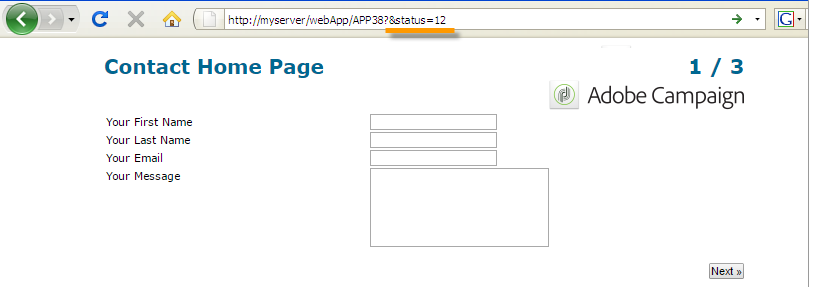 http://myserver/webApp/APP38?&status=12
G
Contact Home Page 1 / 3
Adobe Campaign
Your First Name
Your Last Name
Your Email
Your Message
Next »